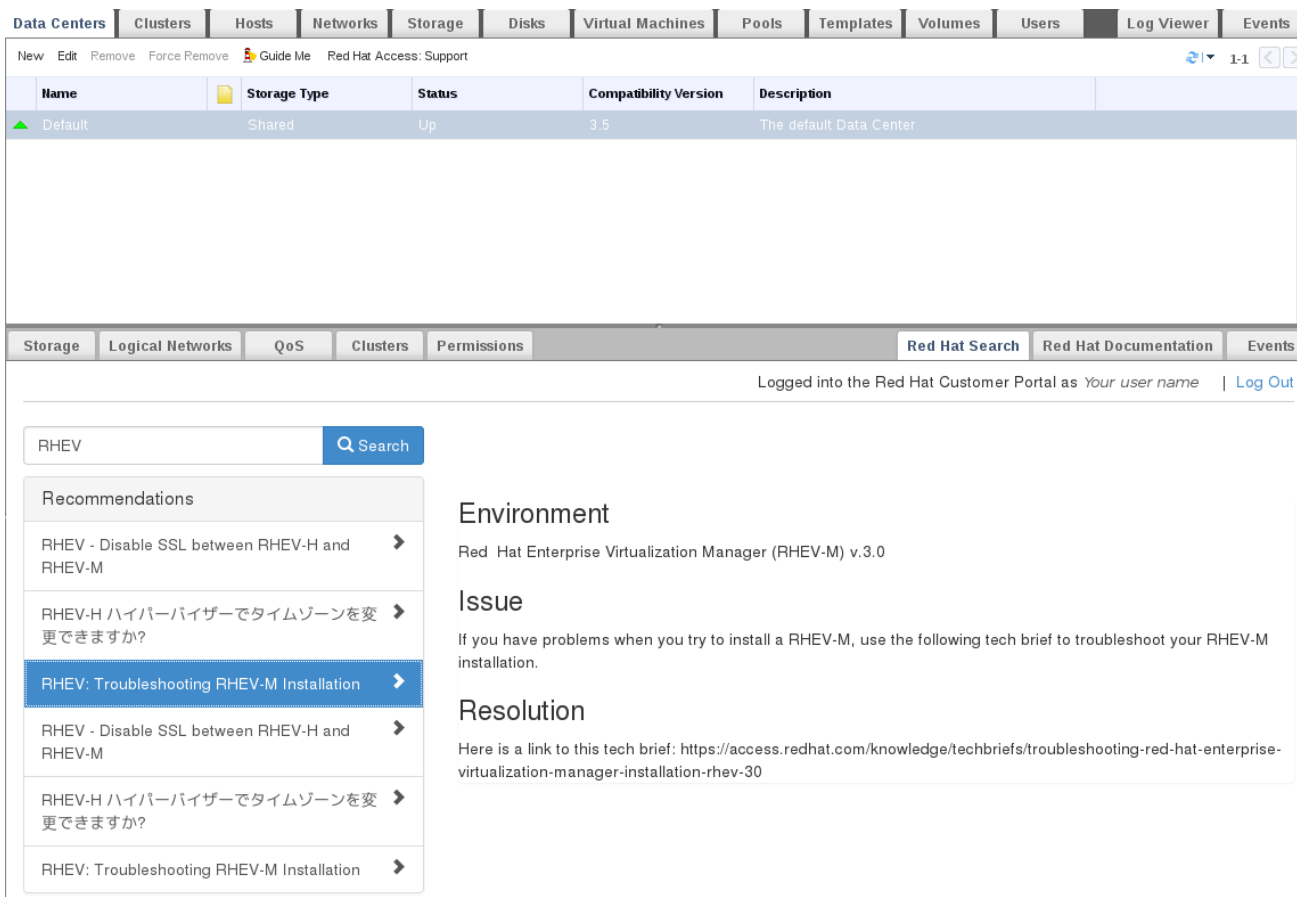 Data Centers Clusters Hosts Networks Storage Disks Virtual Machines Pools Templates Volumes Users Log Viewer Events
New Edit Remove Force Remove Guide Me Red Hat Access: Support 1-1
Name Storage Type Status Compatibility Version Description
Default Shared Up 3.5 The default Data Center
Storage Logical Networks QoS Clusters Permissions Red Hat Search Red Hat Documentation Events
Logged into the Red Hat Customer Portal as Your user name | Log Out
RHEV Search
Recommendations
RHEV - Disable SSL between RHEV-H and
RHEV-M
RHEV-H ハイパーバイザーでタイムゾーンを変
更できますか?
RHEV: Troubleshooting RHEV-M Installation
RHEV - Disable SSL between RHEV-H and
RHEV-M
RHEV-H ハイパーバイザーでタイムゾーンを変
更できますか?
RHEV: Troubleshooting RHEV-M Installation
Environment
Red Hat Enterprise Virtualization Manager (RHEV-M) v.3.0
Issue
If you have problems when you try to install a RHEV-M, use the following tech brief to troubleshoot your RHEV-M
installation.
Resolution
Here is a link to this tech brief: https://access.redhat.com/knowledge/techbriefs/troubleshooting-red-hat-enterprise-
virtualization-manager-installation-rhev-30